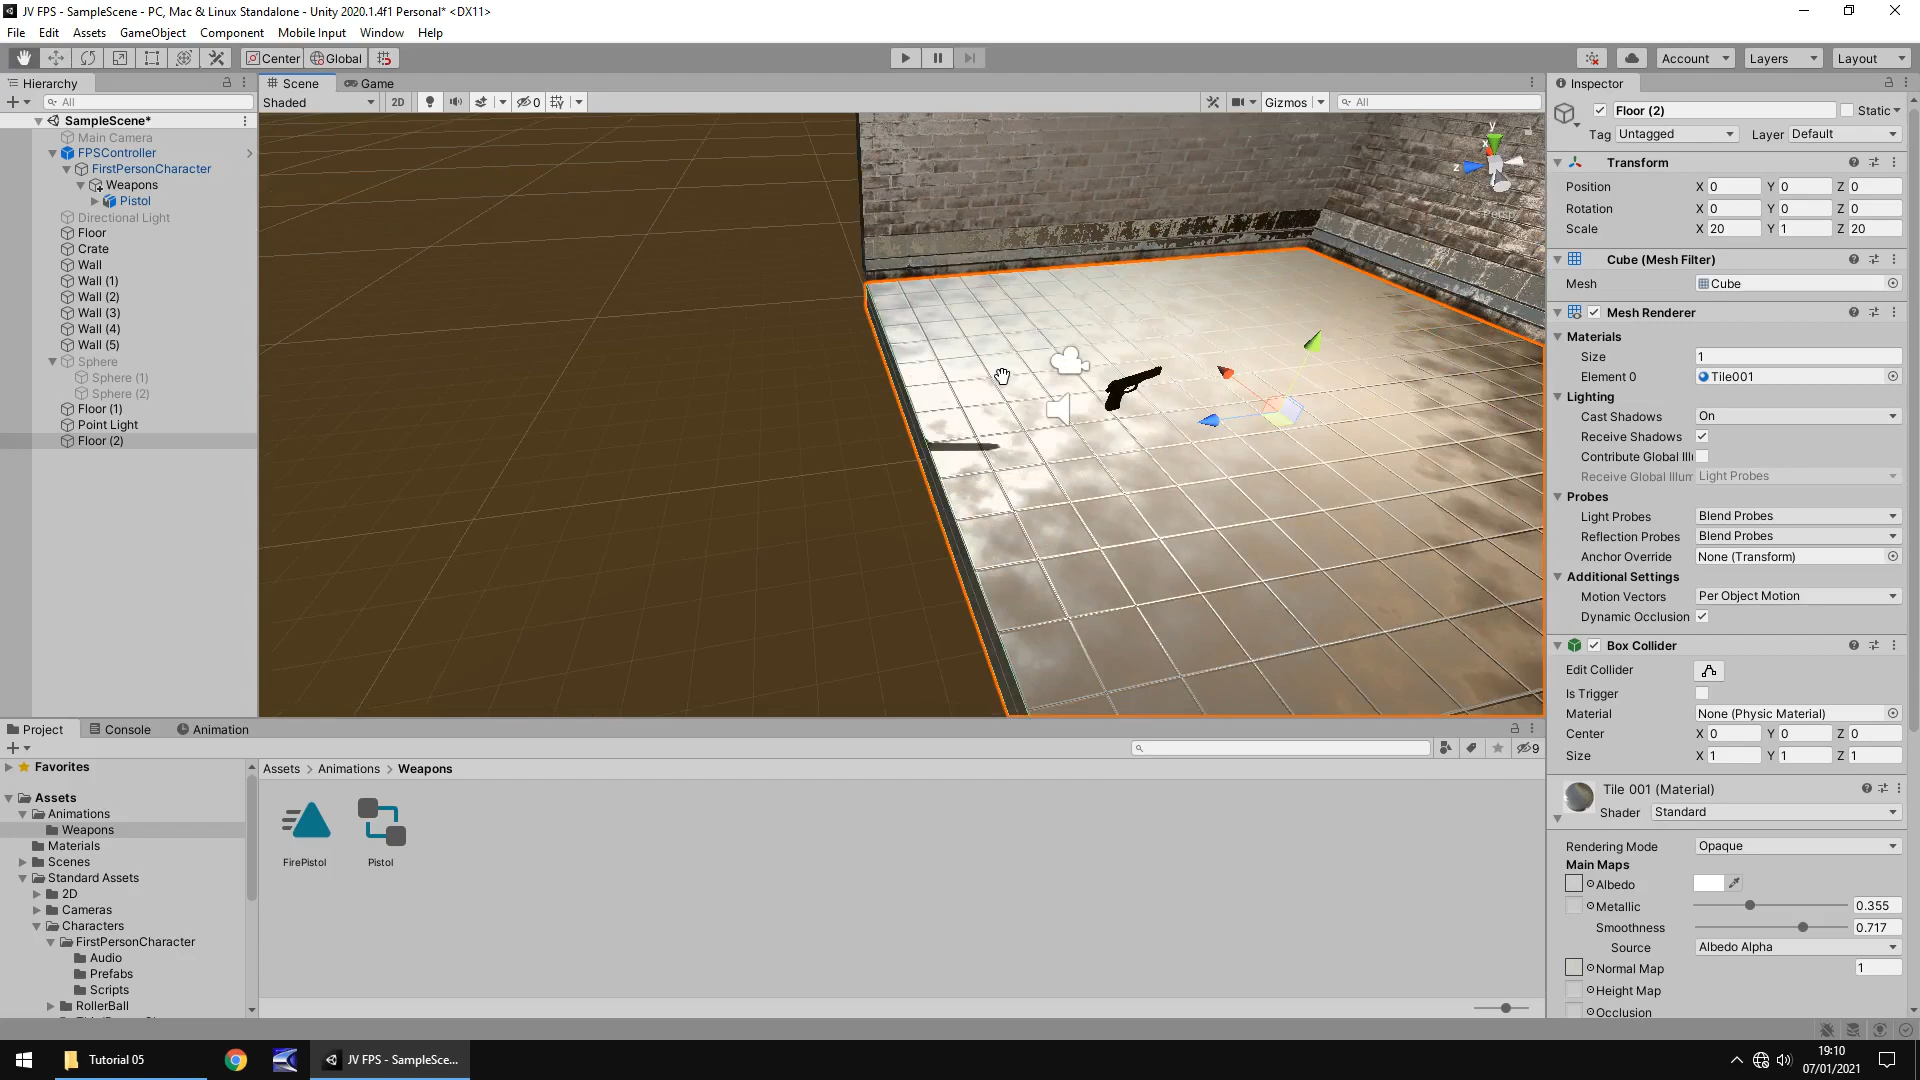 JV FPS - SampleScene - PC, Mac & Linux Standalone - Unity 2020.1.4f1 Personal* <DX11>
File Edit Assets GameObject Component Mobile Input Window Help
Center Global Account Layers Layout
Hierarchy
All
SampleScene*
Main Camera
FPSController
FirstPersonCharacter
Weapons
Pistol
Directional Light
Floor
Crate
Wall
Wall (1)
Wall (2)
Wall (3)
Wall (4)
Wall (5)
Sphere
Sphere (1)
Sphere (2)
Floor (1)
Point Light
Floor (2)
Scene Game
Shaded 2D 0 Gizmos All
y
x
z
Persp
Inspector
Floor (2) Static
Tag Untagged Layer Default
Transform
Position X 0 Y 0 Z 0
Rotation X 0 Y 0 Z 0
Scale X 20 Y 1 Z 20
Cube (Mesh Filter)
Mesh Cube
Mesh Renderer
Materials
Size 1
Element 0 Tile001
Lighting
Cast Shadows On
Receive Shadows
Contribute Global Illu
Receive Global Illum Light Probes
Probes
Light Probes Blend Probes
Reflection Probes Blend Probes
Anchor Override None (Transform)
Additional Settings
Motion Vectors Per Object Motion
Dynamic Occlusion
Box Collider
Edit Collider
Is Trigger
Material None (Physic Material)
Center X 0 Y 0 Z 0
Size X 1 Y 1 Z 1
Tile 001 (Material)
Shader Standard
Rendering Mode Opaque
Main Maps
Albedo
Metallic 0.355
Smoothness 0.717
Source Albedo Alpha
Normal Map 1
Height Map
Occlusion
Project Console Animation
9
Favorites
Assets
Animations
Weapons
Materials
Scenes
Standard Assets
2D
Cameras
Characters
FirstPersonCharacter
Audio
Prefabs
Scripts
RollerBall
Assets > Animations > Weapons
FirePistol Pistol
Tutorial 05
JV FPS - SampleSce...
19:10
07/01/2021